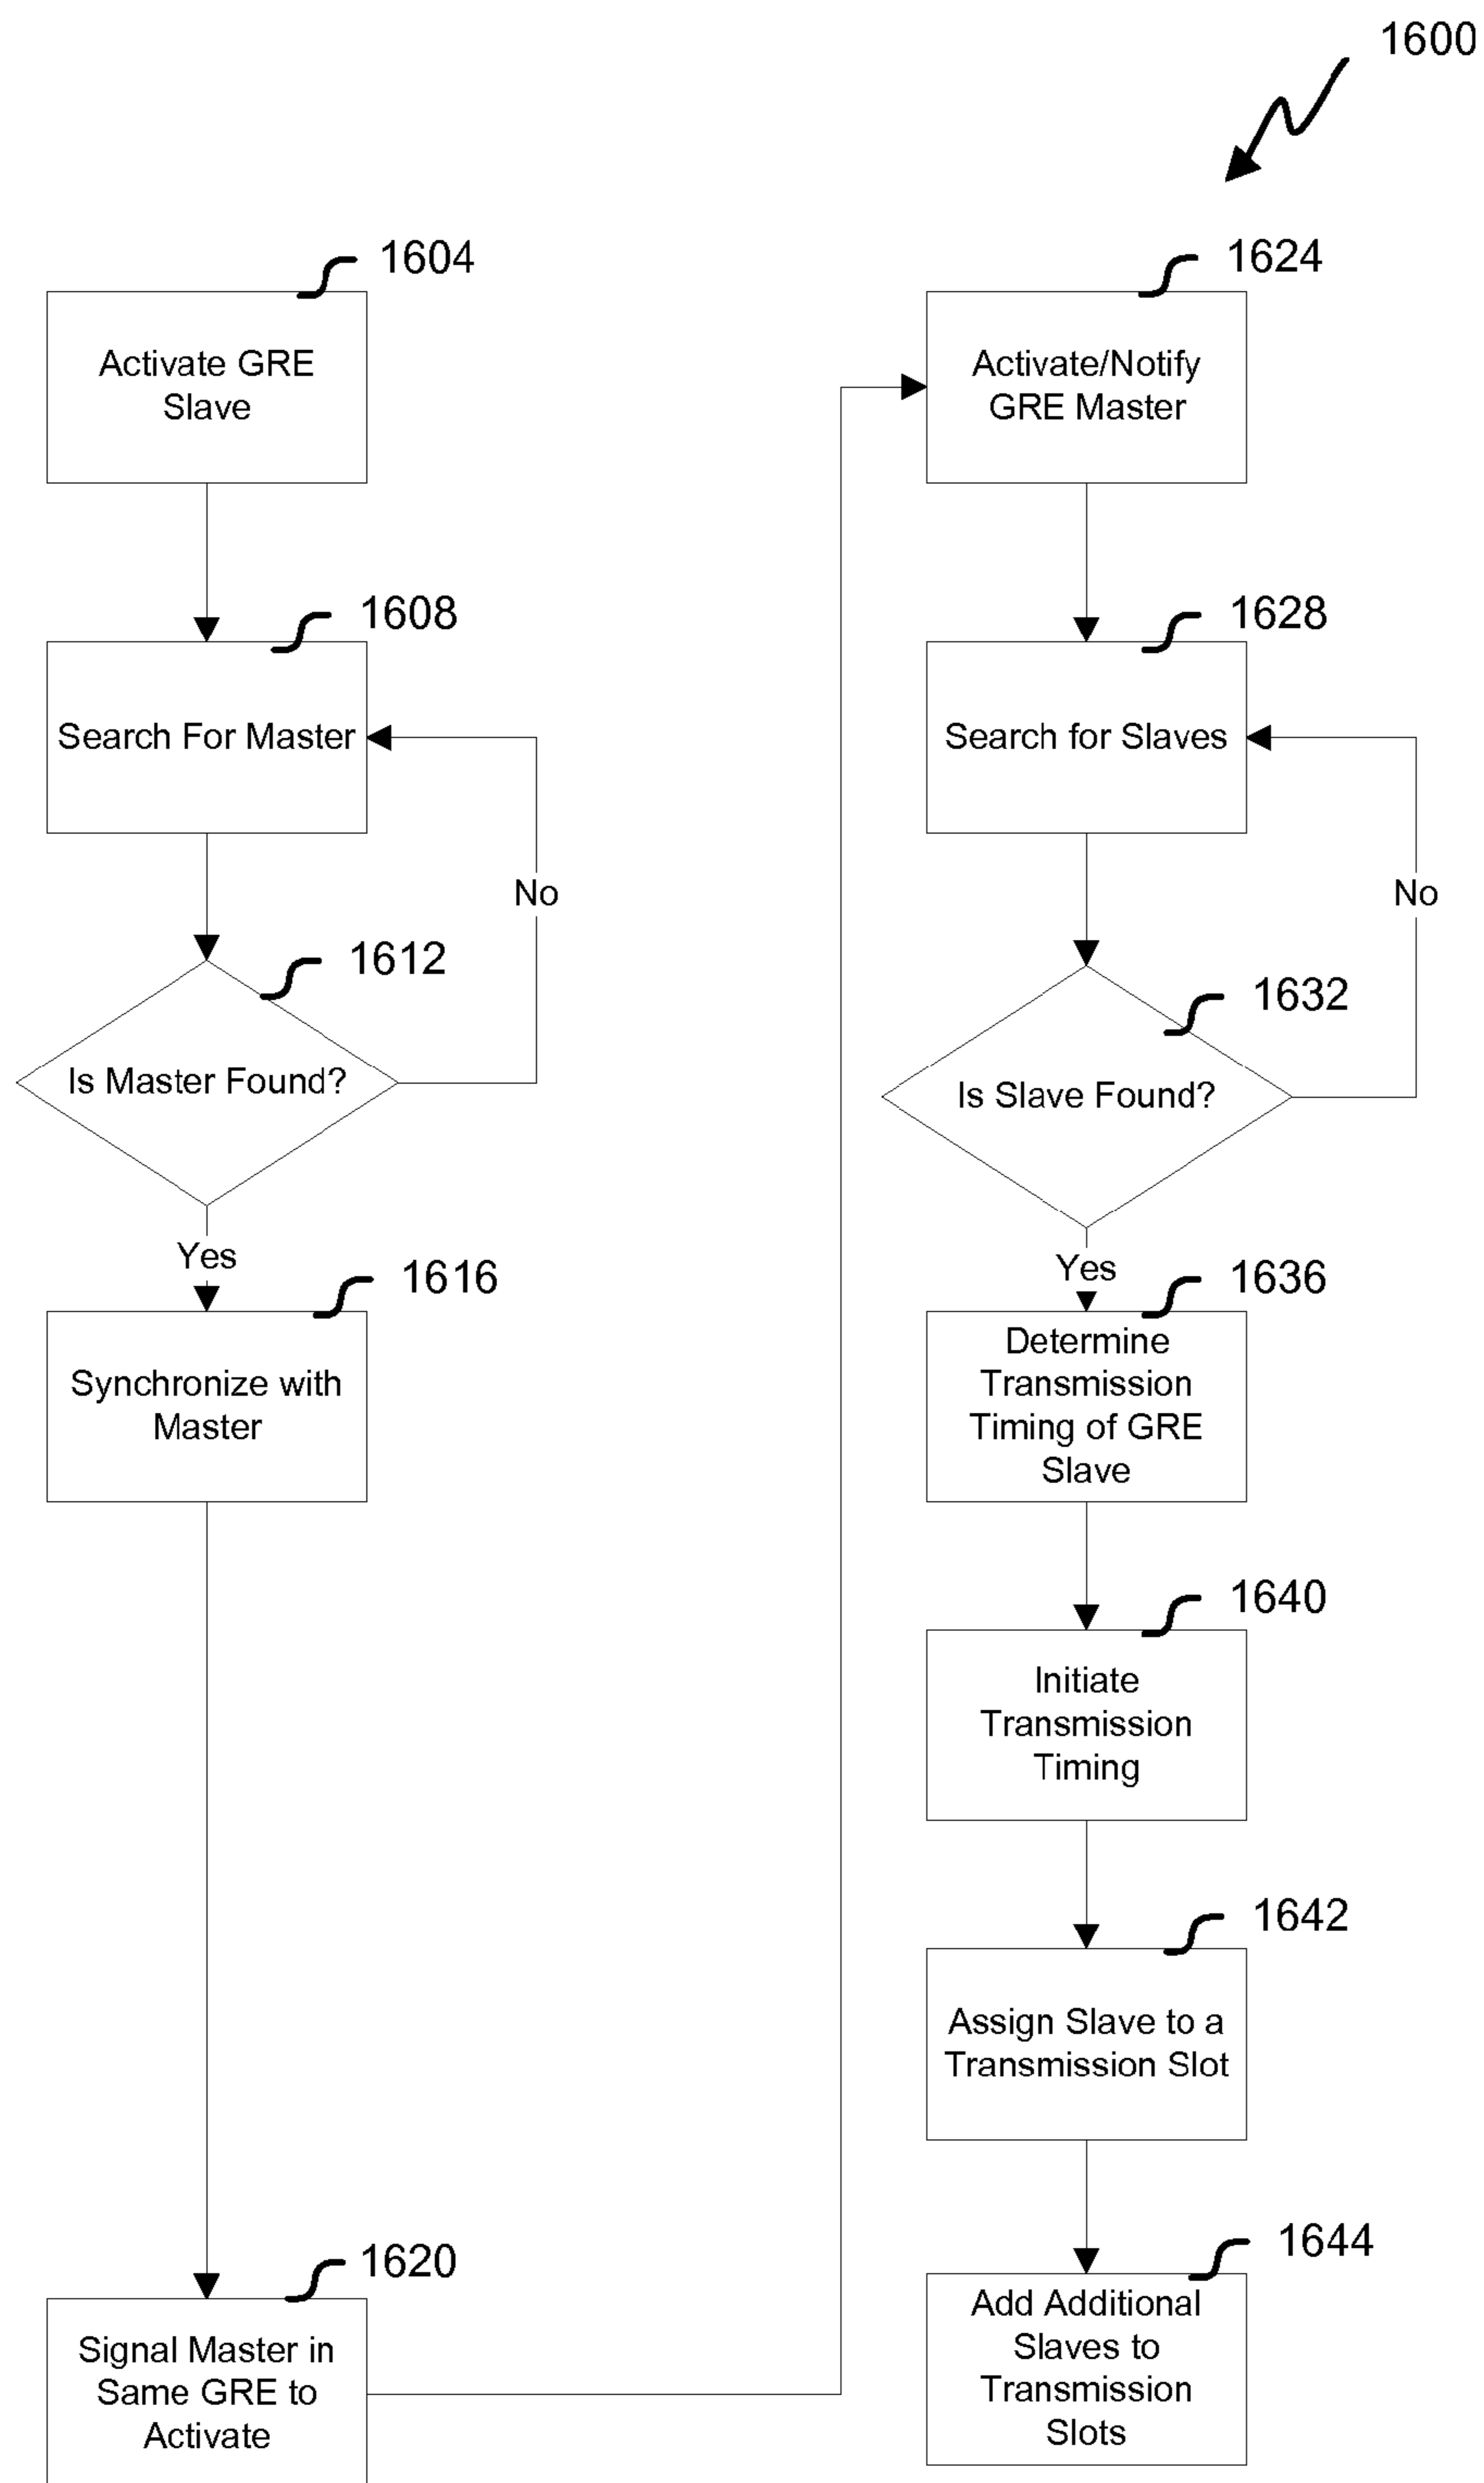 1600
1604
Activate GRE
Slave
1608
Search For Master
No
1612
Is Master Found?
Yes
1616
Synchronize with
Master
1620
Signal Master in
Same GRE to
Activate
1624
Activate/Notify
GRE Master
1628
Search for Slaves
No
1632
Is Slave Found?
Yes
1636
Determine
Transmission
Timing of GRE
Slave
1640
Initiate
Transmission
Timing
1642
Assign Slave to a
Transmission Slot
1644
Add Additional
Slaves to
Transmission
Slots